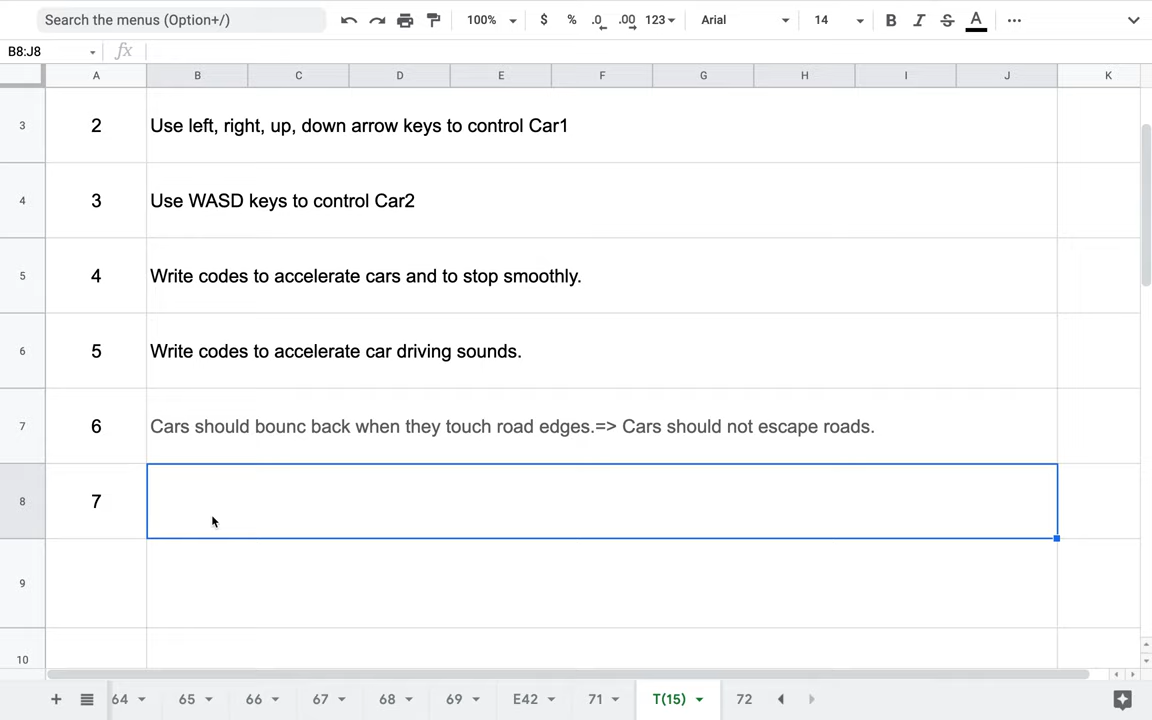 Search the menus (Option+/) 100% $ % .0 .00 123 Arial 14 B I S A
B8:J8 fx
A B C D E F G H I J K
3 2 Use left, right, up, down arrow keys to control Car1
4 3 Use WASD keys to control Car2
5 4 Write codes to accelerate cars and to stop smoothly.
6 5 Write codes to accelerate car driving sounds.
7 6 Cars should bounc back when they touch road edges.=> Cars should not escape roads.
8 7
9
10
+ 64 65 66 67 68 69 E42 71 T(15) 72